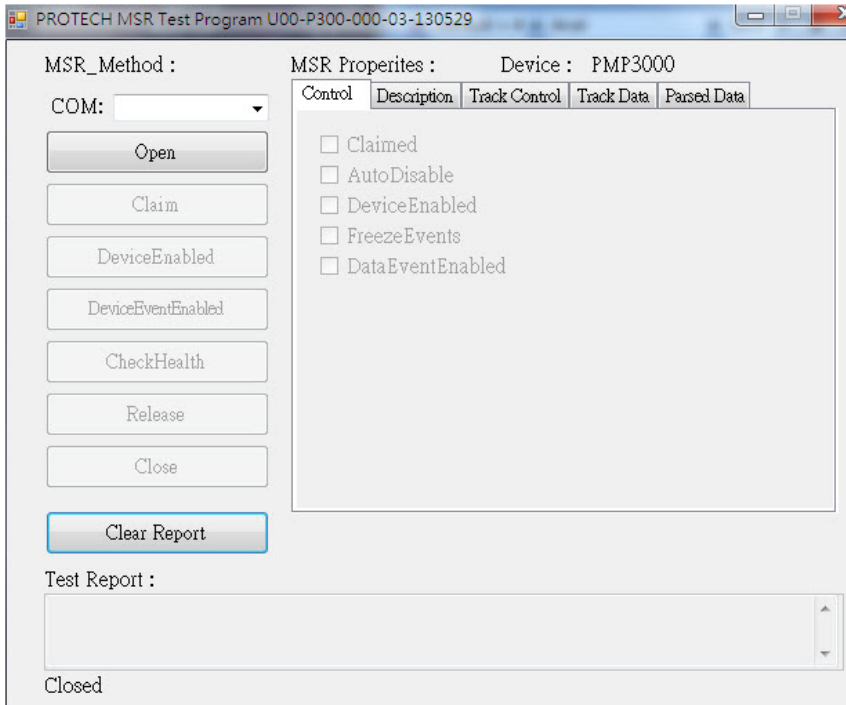 PROTECH MSR Test Program U00-P300-000-03-130529
MSR_Method :
MSR Properites :
Device : PMP3000
COM:
Open
Claim
DeviceEnabled
DeviceEventEnabled
CheckHealth
Release
Close
Clear Report
Control
Description
Track Control
Track Data
Parsed Data
Claimed
AutoDisable
DeviceEnabled
FreezeEvents
DataEventEnabled
Test Report :
Closed